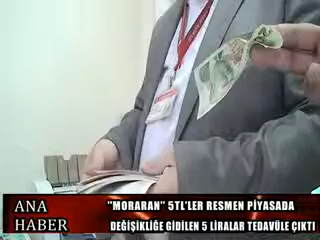 "MORARAN" 5TL'LER RESMEN PİYASADA
ANA
HABER
DEĞİŞİKLİĞE GİDİLEN 5 LİRALAR TEDAVÜLE ÇIKTI